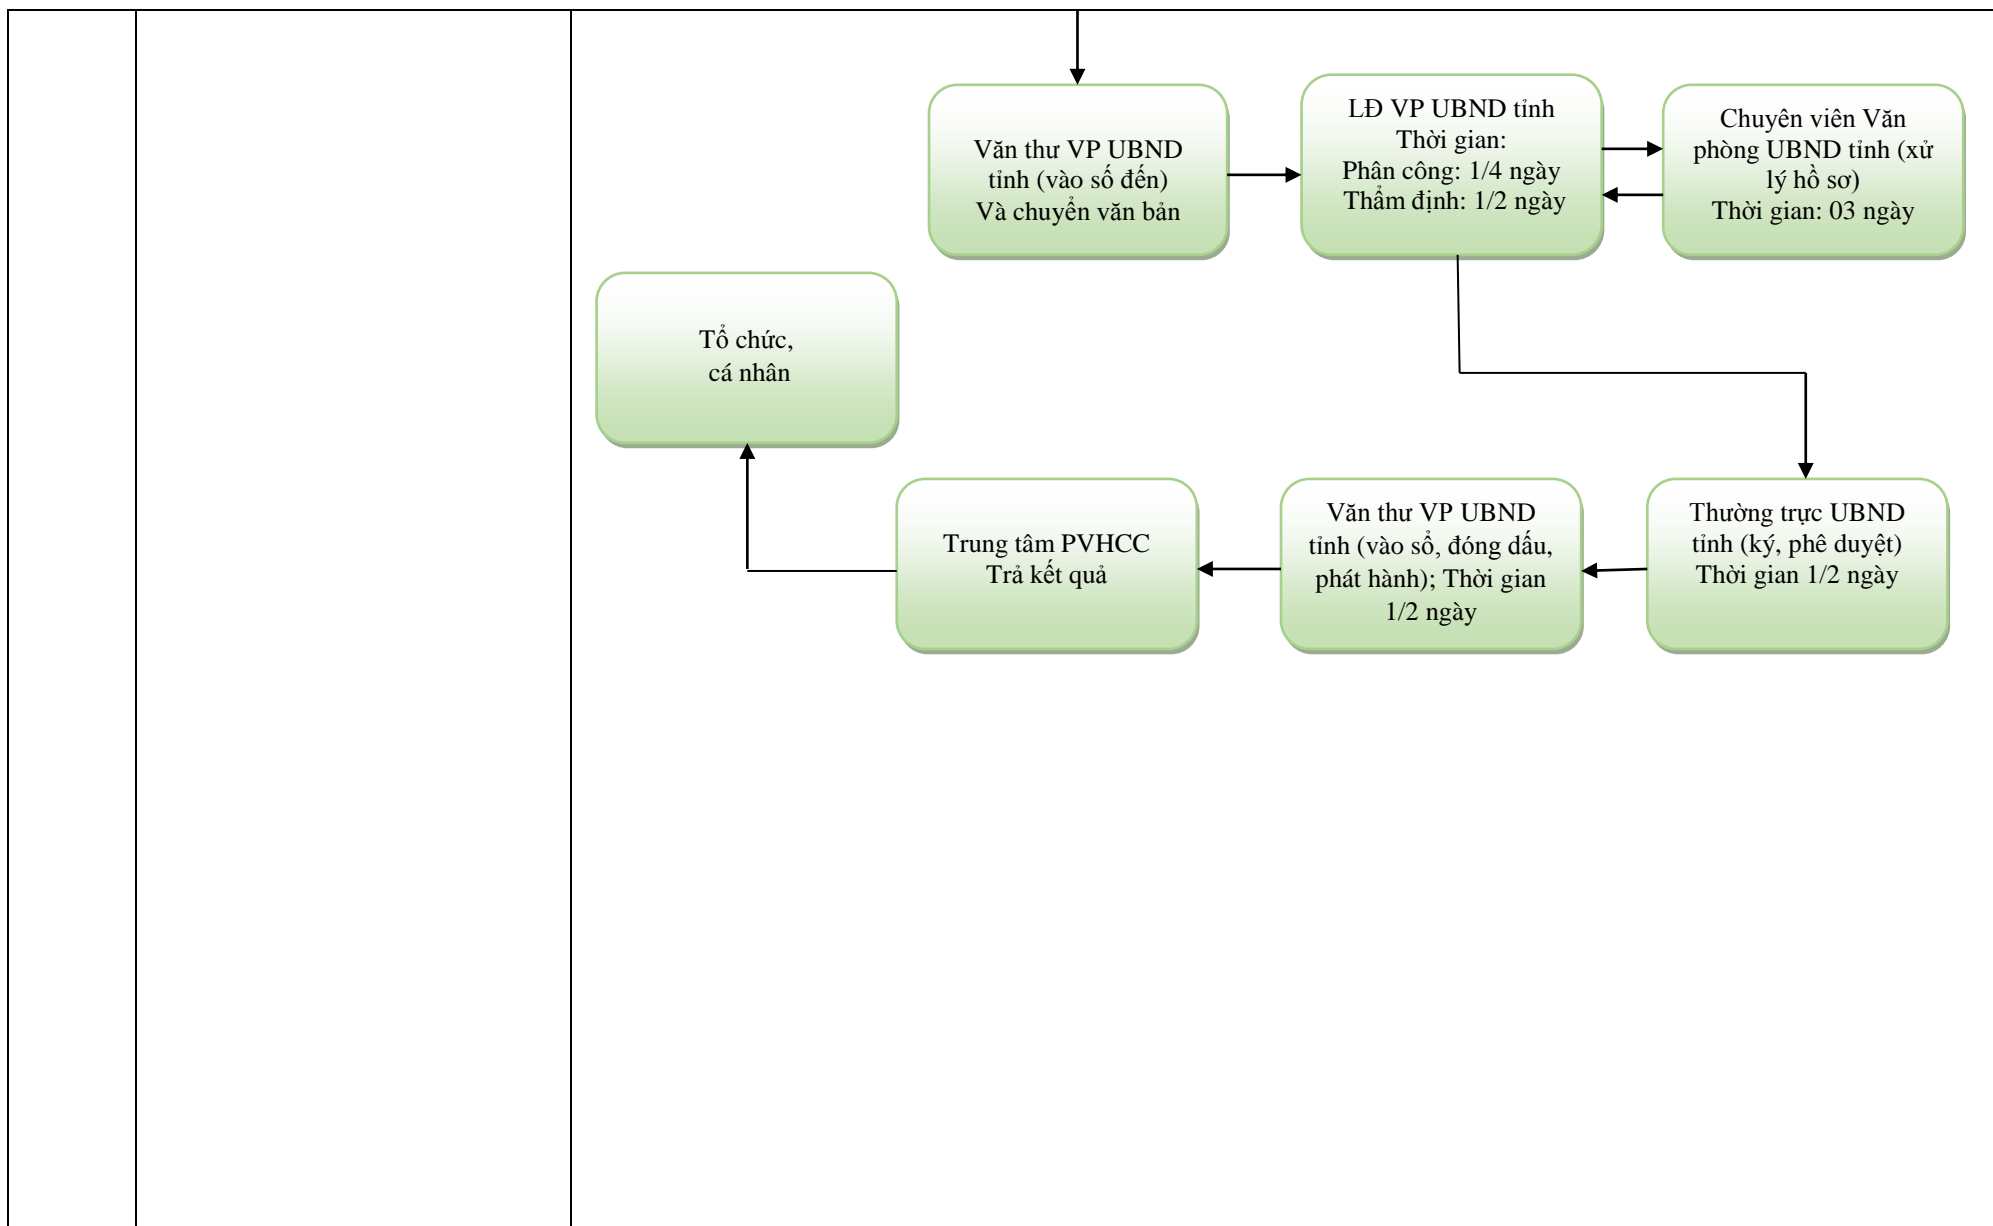 Văn thư VP UBND
tỉnh (vào số đến)
Và chuyển văn bản
LĐ VP UBND tỉnh
Thời gian:
Phân công: 1/4 ngày
Thẩm định: 1/2 ngày
Chuyên viên Văn
phòng UBND tỉnh (xử
lý hồ sơ)
Thời gian: 03 ngày
Tổ chức,
cá nhân
Trung tâm PVHCC
Trả kết quả
Văn thư VP UBND
tỉnh (vào sổ, đóng dấu,
phát hành); Thời gian
1/2 ngày
Thường trực UBND
tỉnh (ký, phê duyệt)
Thời gian 1/2 ngày